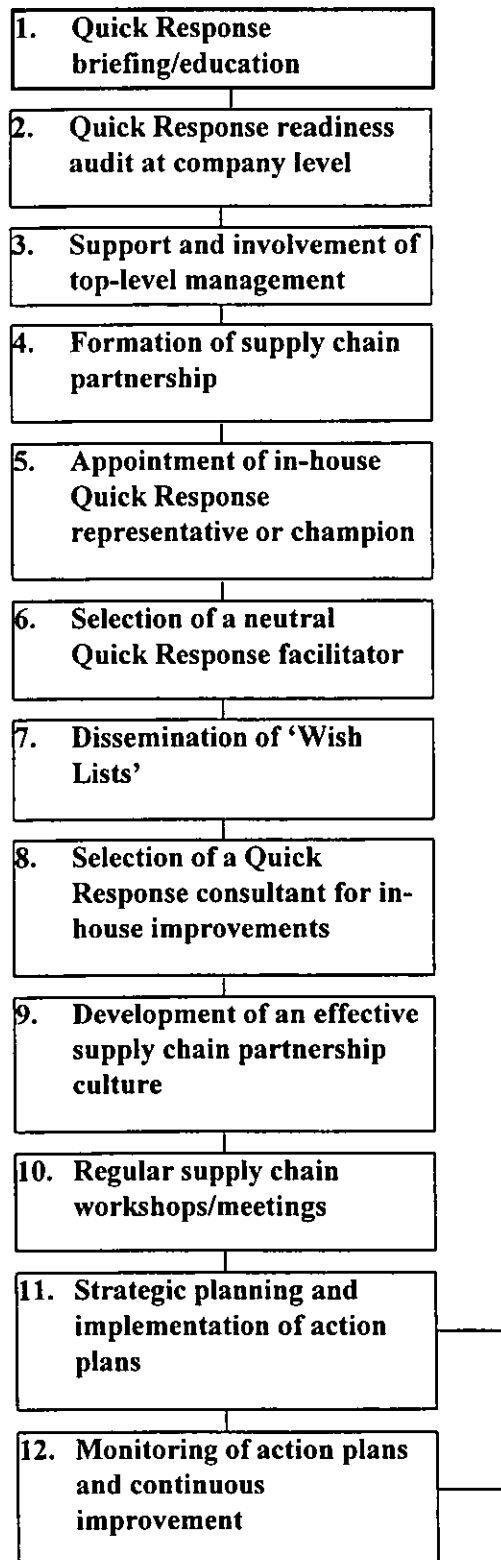 1. Quick Response
briefing/education
2. Quick Response readiness
audit at company level
3. Support and involvement of
top-level management
4. Formation of supply chain
partnership
5. Appointment of in-house
Quick Response
representative or champion
6. Selection of a neutral
Quick Response facilitator
7. Dissemination of ‘Wish
Lists’
8. Selection of a Quick
Response consultant for in-
house improvements
9. Development of an effective
supply chain partnership
culture
10. Regular supply chain
workshops/meetings
11. Strategic planning and
implementation of action
plans
12. Monitoring of action plans
and continuous
improvement